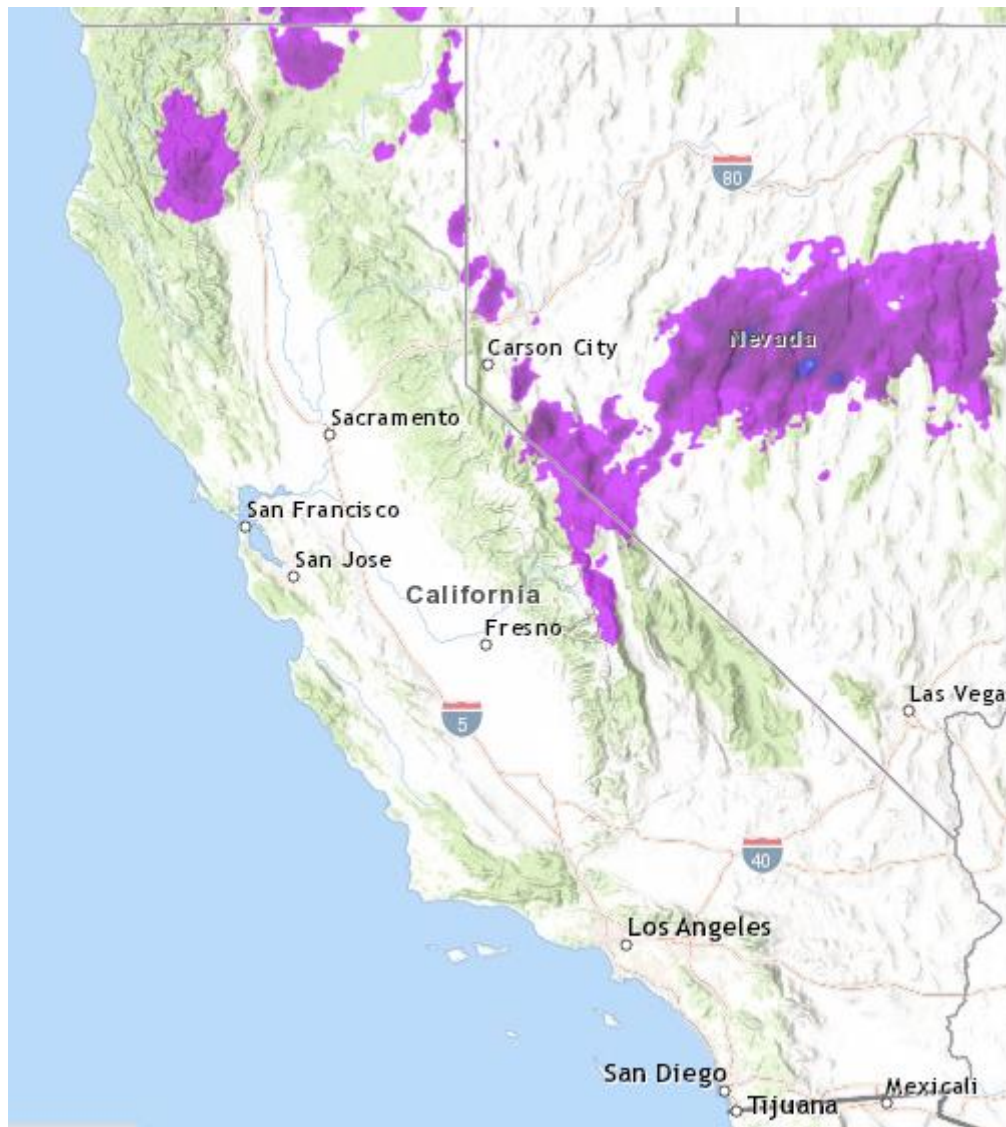 80
Nevada
Carson City
Sacramento
San Francisco
San Jose
California
Fresno
Las Vega
5
40
Los Angeles
San Diego
Mexicali
Tijuana